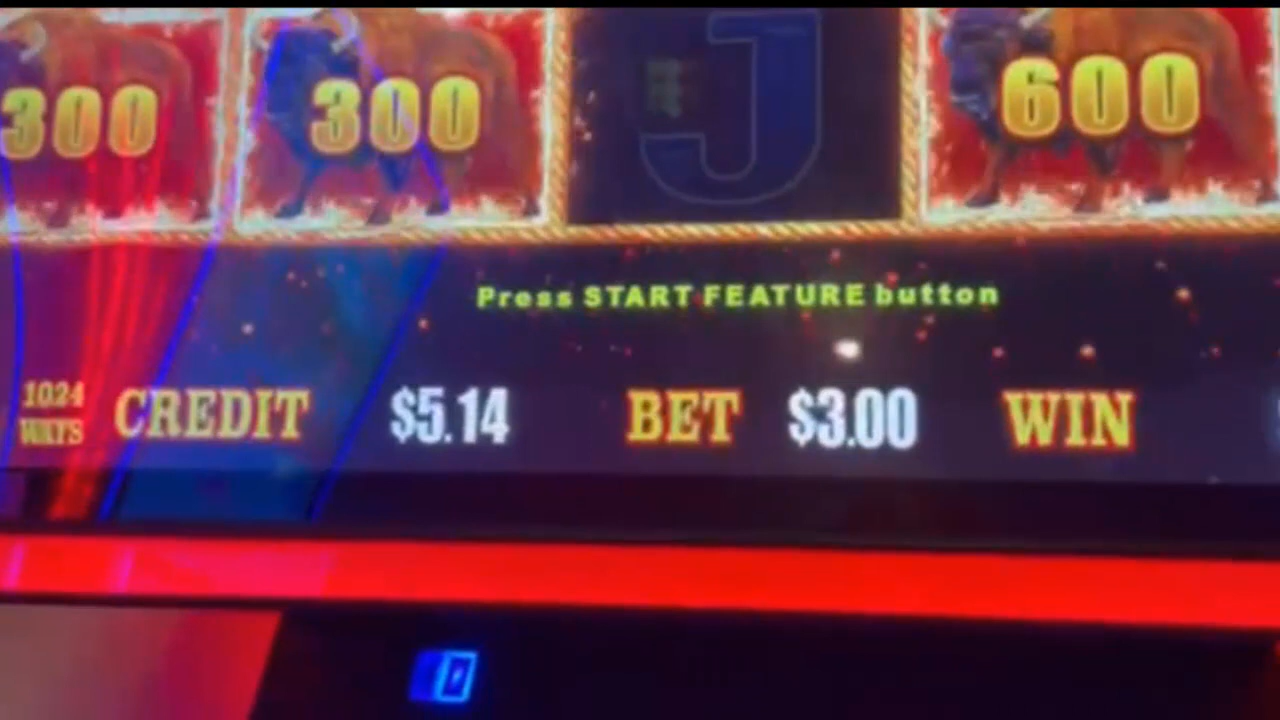 300 300 J 600
Press START FEATURE button
1024
WAYS
CREDIT $5.14 BET $3.00 WIN